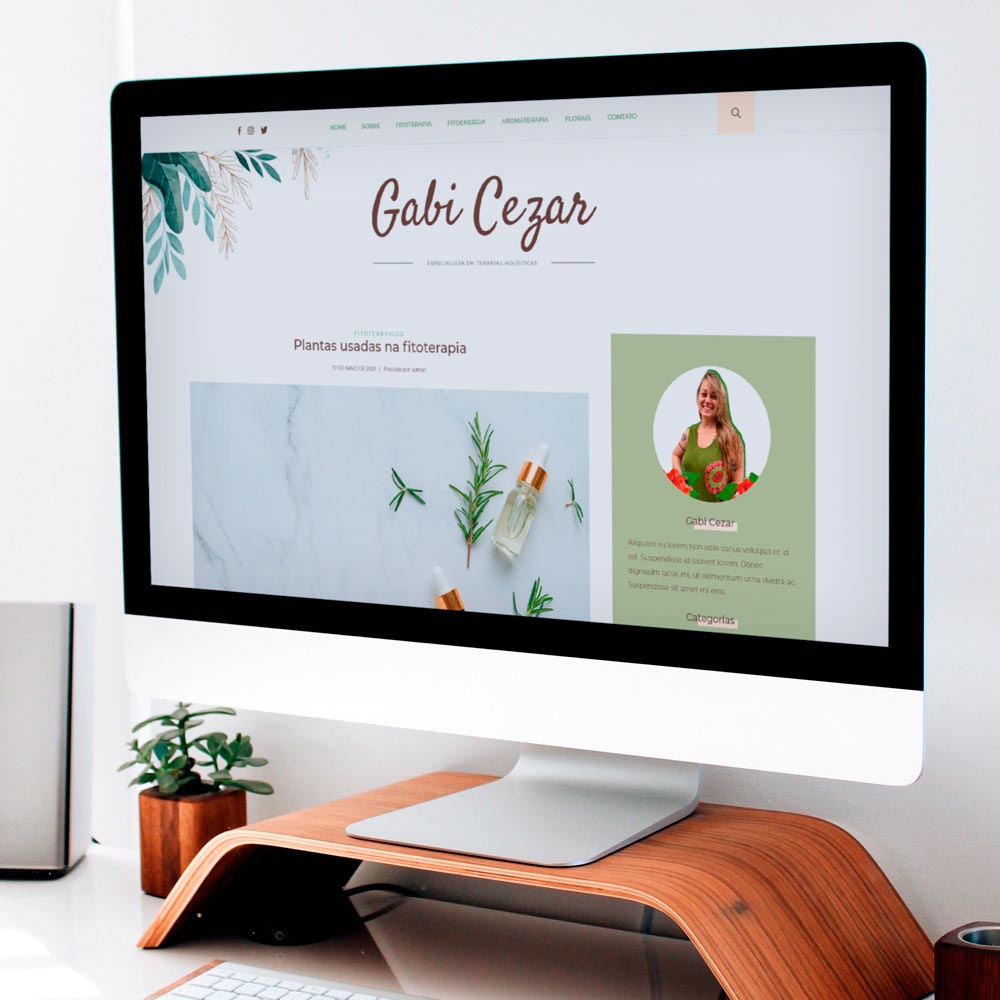 HOME SOBRE FITOTERAPIA FITOENERGIA AROMATERAPIA FLORAIS CONTATO
Gabi Cezar
ESPECIALISTA EM TERAPIAS HOLÍSTICAS
FITOTERÁPICOS
Plantas usadas na fitoterapia
17 DE MAIO DE 2021 | Postado por admin
Gabi Cezar
Aliquam eu lorem non odio varius volutpat et id
est. Suspendisse id laoreet lorem. Donec
dignissim lacus mi, ut elementum urna viverra ac.
Suspendisse sit amet mi eros.
Categorias